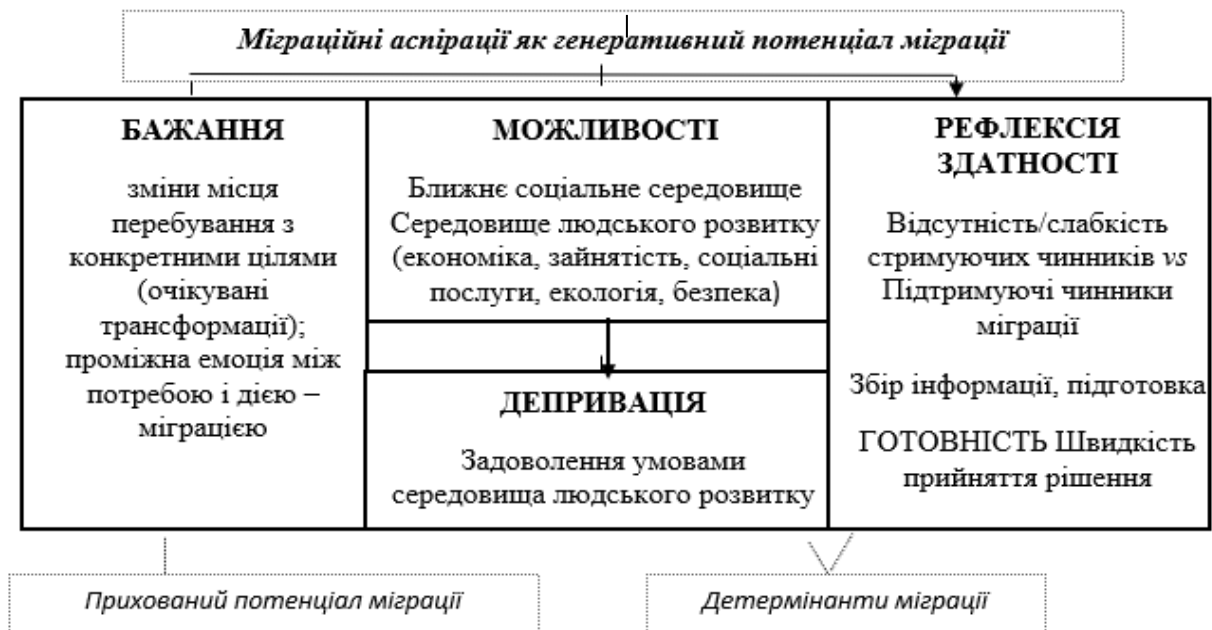 Міграційні аспірації як генеративний потенціал міграції
БАЖАННЯ
зміни місця
перебування з
конкретними цілями
(очікувані
трансформації);
проміжна емоція між
потребою і дією –
міграцією
МОЖЛИВОСТІ
Ближнє соціальне середовище
Середовище людського розвитку
(економіка, зайнятість, соціальні
послуги, екологія, безпека)
ДЕПРИВАЦІЯ
Задоволення умовами
середовища людського розвитку
РЕФЛЕКСІЯ
ЗДАТНОСТІ
Відсутність/слабкість
стримуючих чинників vs
Підтримуючі чинники
міграції
Збір інформації, підготовка
ГОТОВНІСТЬ Швидкість
прийняття рішення
Прихований потенціал міграції
Детермінанти міграції